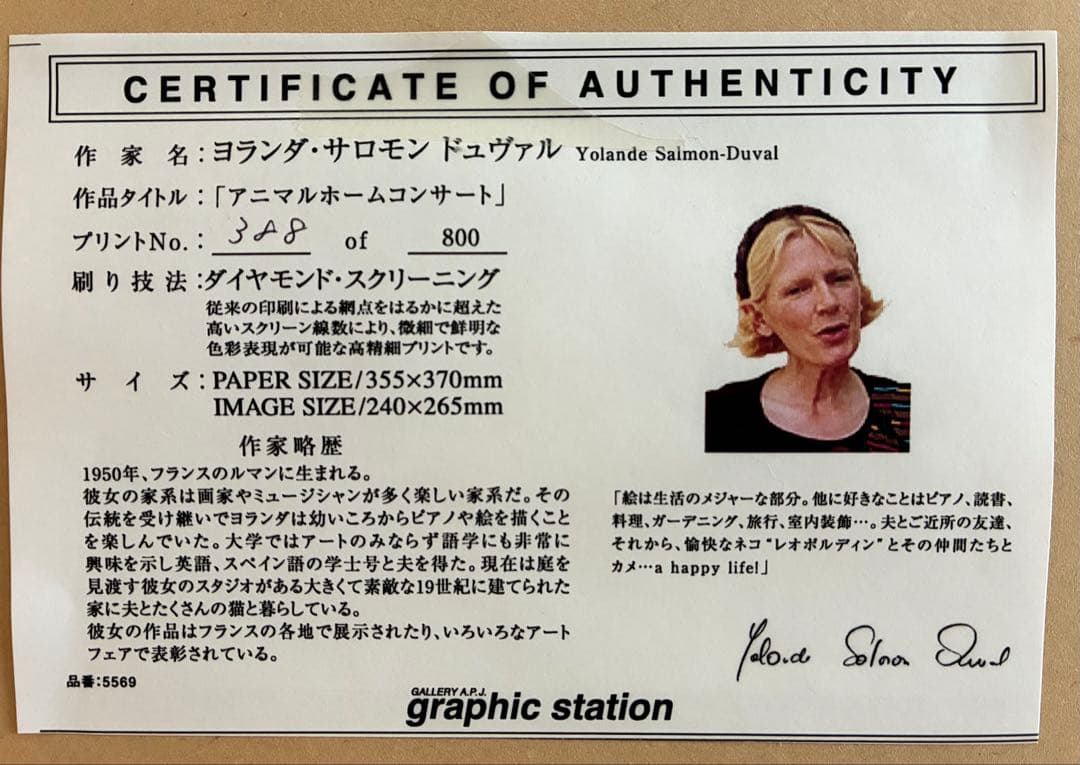 CERTIFICATE OF AUTHENTICITY
作家名:ヨランダ・サロモン ドュヴァル Yolande Salmon-Duval
作品タイトル:「アニマルホームコンサート」
プリントNo.: 388 of 800
刷り技法:ダイヤモンド・スクリーニング
従来の印刷による網点をはるかに超えた
高いスクリーン線数により、微細で鮮明な
色彩表現が可能な高精細プリントです。
サイズ:PAPER SIZE/355×370mm
IMAGE SIZE/240×265mm
作家略歴
1950年、フランスのルマンに生まれる。
彼女の家系は画家やミュージシャンが多く楽しい家系だ。その
伝統を受け継いでヨランダは幼いころからピアノや絵を描くこと
を楽しんでいた。大学ではアートのみならず語学にも非常に
興味を示し英語、スペイン語の学士号と夫を得た。現在は庭を
見渡す彼女のスタジオがある大きくて素敵な19世紀に建てられた
家に夫とたくさんの猫と暮らしている。
彼女の作品はフランスの各地で展示されたり、いろいろなアート
フェアで表彰されている。
「絵は生活のメジャーな部分。他に好きなことはピアノ、読書、
料理、ガーデニング、旅行、室内装飾…。夫とご近所の友達、
それから、愉快なネコ“レオポルディン”とその仲間たちと
カメ…a happy life!」
Yolande Salmon Duval
品番:5569
GALLERY A.P.J.
graphic station